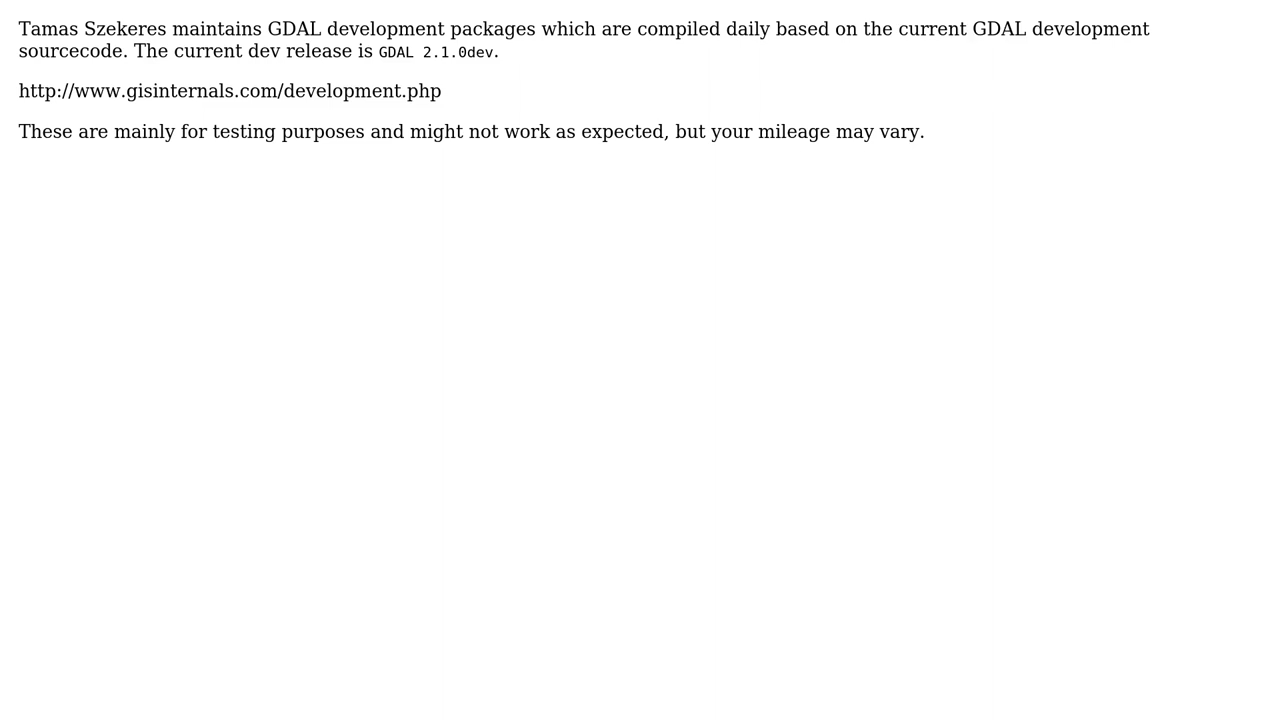 Tamas Szekeres maintains GDAL development packages which are compiled daily based on the current GDAL development
sourcecode. The current dev release is GDAL 2.1.0dev.
http://www.gisinternals.com/development.php
These are mainly for testing purposes and might not work as expected, but your mileage may vary.